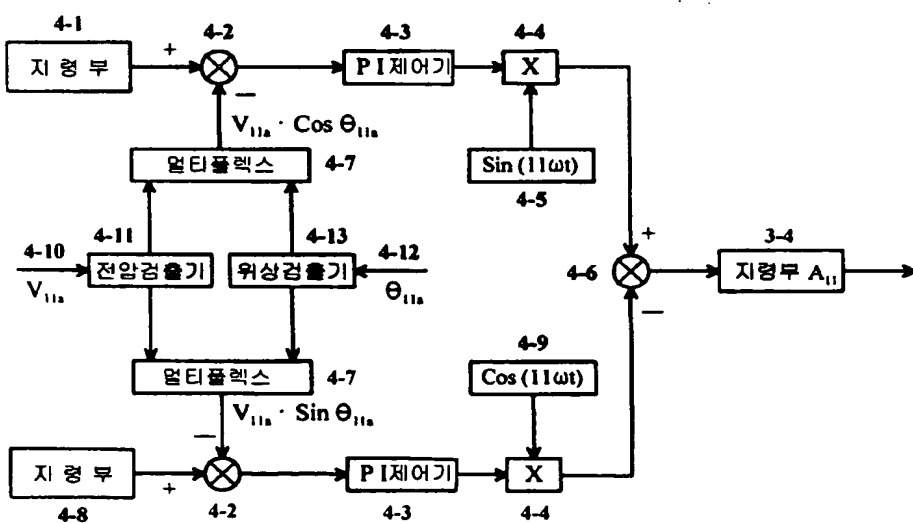 4-1
4-2
4-3
4-4
지 령 부
+
P I 제어기
X
—
V₁₁ₐ · Cos Θ₁₁ₐ
멀티플렉스
4-7
Sin (11ωt)
4-5
4-10
4-11
4-13
4-12
3-4
전압검출기
위상검출기
V₁₁ₐ
Θ₁₁ₐ
+
4-6
지령부 A₁₁
—
4-9
멀티플렉스
4-7
Cos (11ωt)
V₁₁ₐ · Sin Θ₁₁ₐ
—
지 령 부
+
P I 제어기
X
4-8
4-2
4-3
4-4